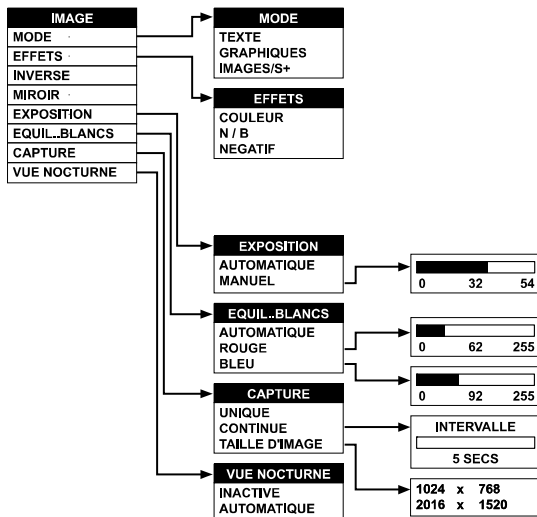 IMAGE
MODE
EFFETS
INVERSE
MIROIR
EXPOSITION
EQUIL..BLANCS
CAPTURE
VUE NOCTURNE
MODE
TEXTE
GRAPHIQUES
IMAGES/S+
EFFETS
COULEUR
N / B
NEGATIF
EXPOSITION
AUTOMATIQUE
MANUEL
0 32 54
EQUIL..BLANCS
AUTOMATIQUE
ROUGE
BLEU
0 62 255
0 92 255
CAPTURE
UNIQUE
CONTINUE
TAILLE D'IMAGE
INTERVALLE
5 SECS
1024 x 768
2016 x 1520
VUE NOCTURNE
INACTIVE
AUTOMATIQUE